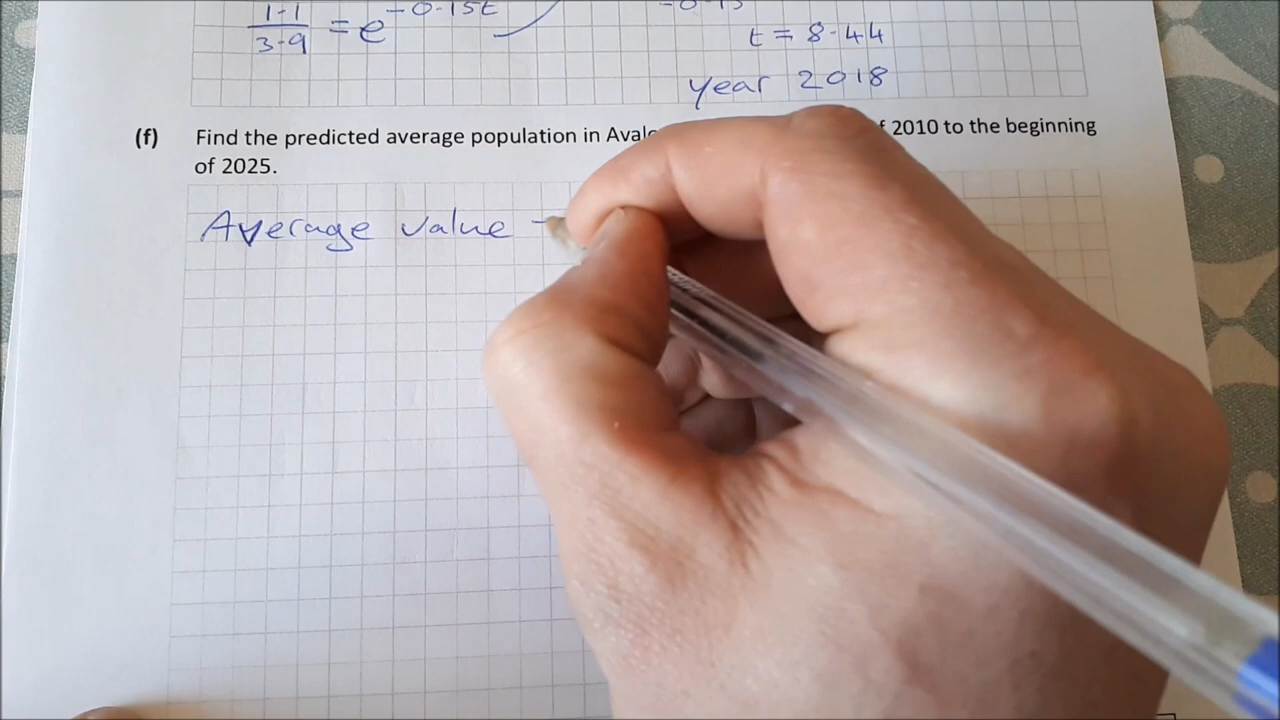 1·1
3·9 = e -0·15t
t = 8·44
year 2018
(f) Find the predicted average population in 2010 to the beginning
of 2025.
Average value